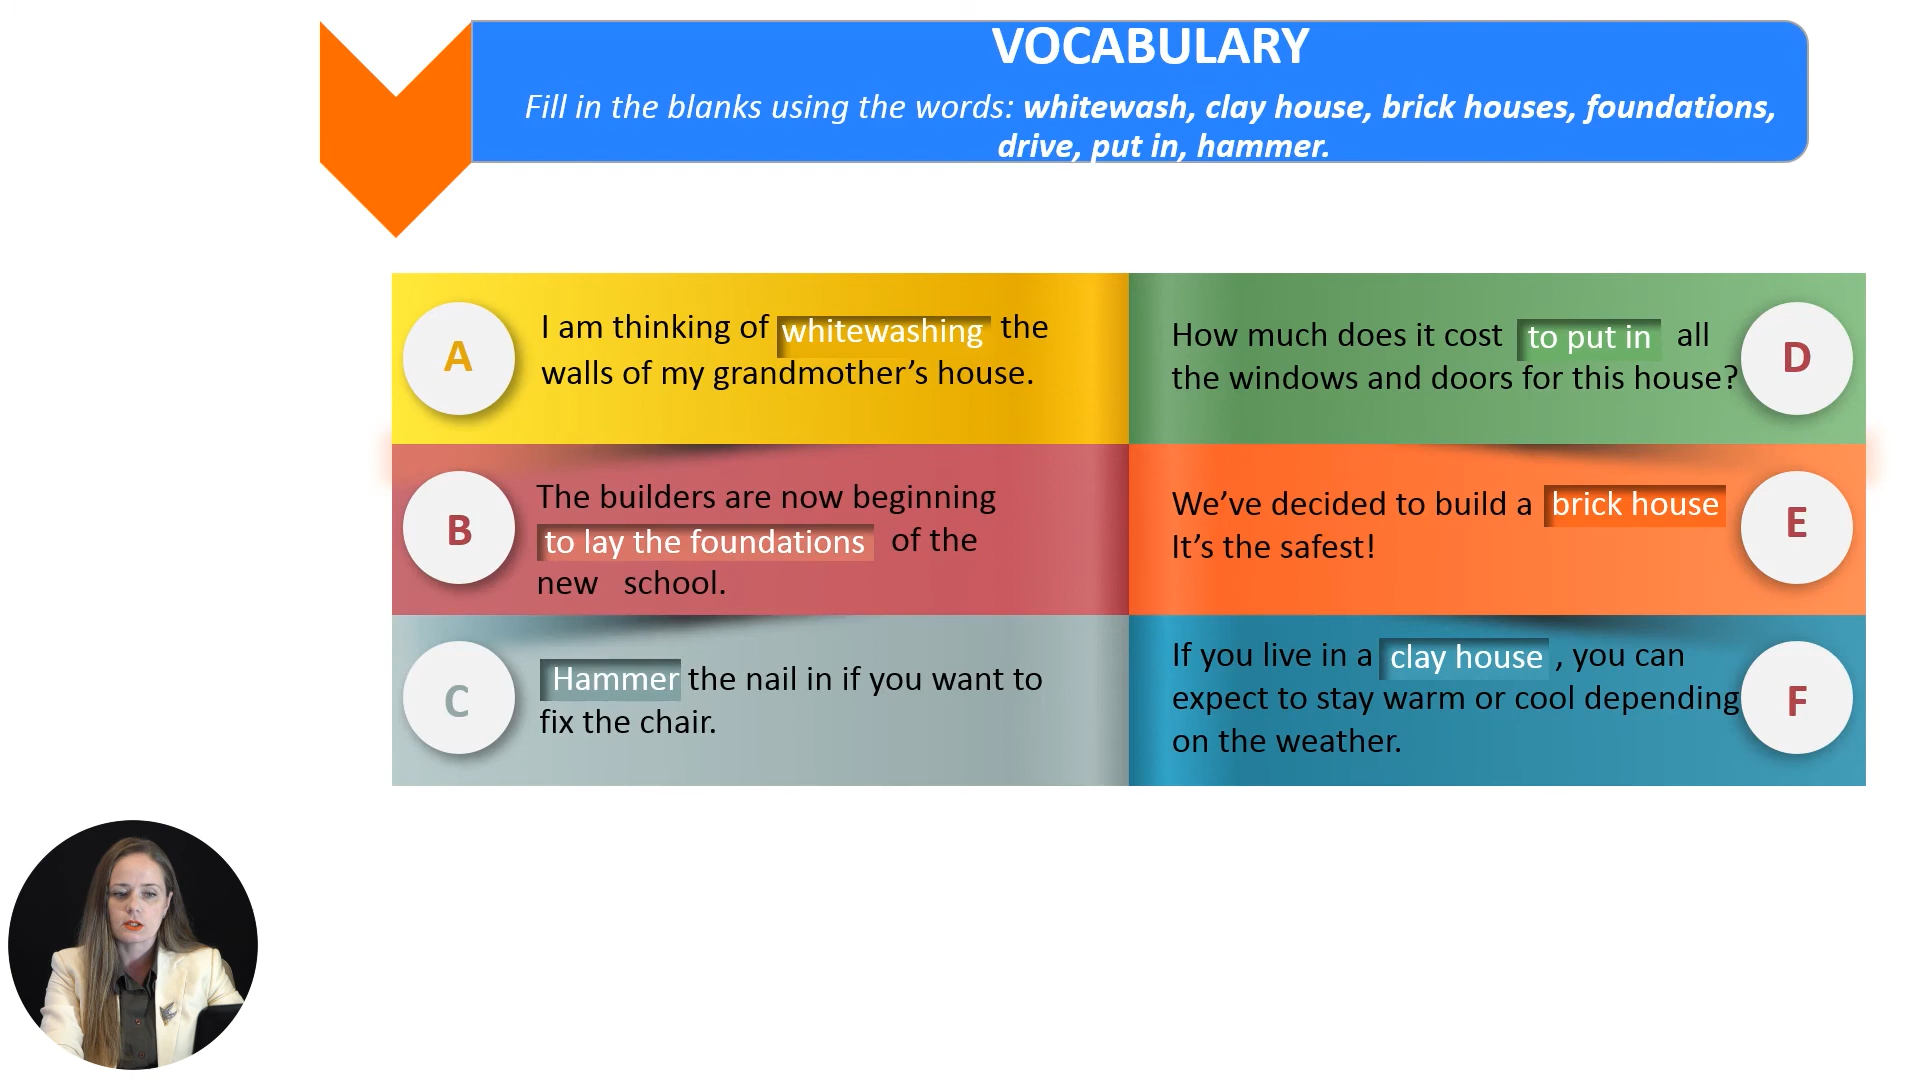 VOCABULARY
Fill in the blanks using the words: whitewash, clay house, brick houses, foundations,
drive, put in, hammer.
A
I am thinking of whitewashing the
walls of my grandmother’s house.
B
The builders are now beginning
to lay the foundations of the
new school.
C
Hammer the nail in if you want to
fix the chair.
How much does it cost to put in all
the windows and doors for this house?
D
We’ve decided to build a brick house
It’s the safest!
E
If you live in a clay house , you can
expect to stay warm or cool depending
on the weather.
F